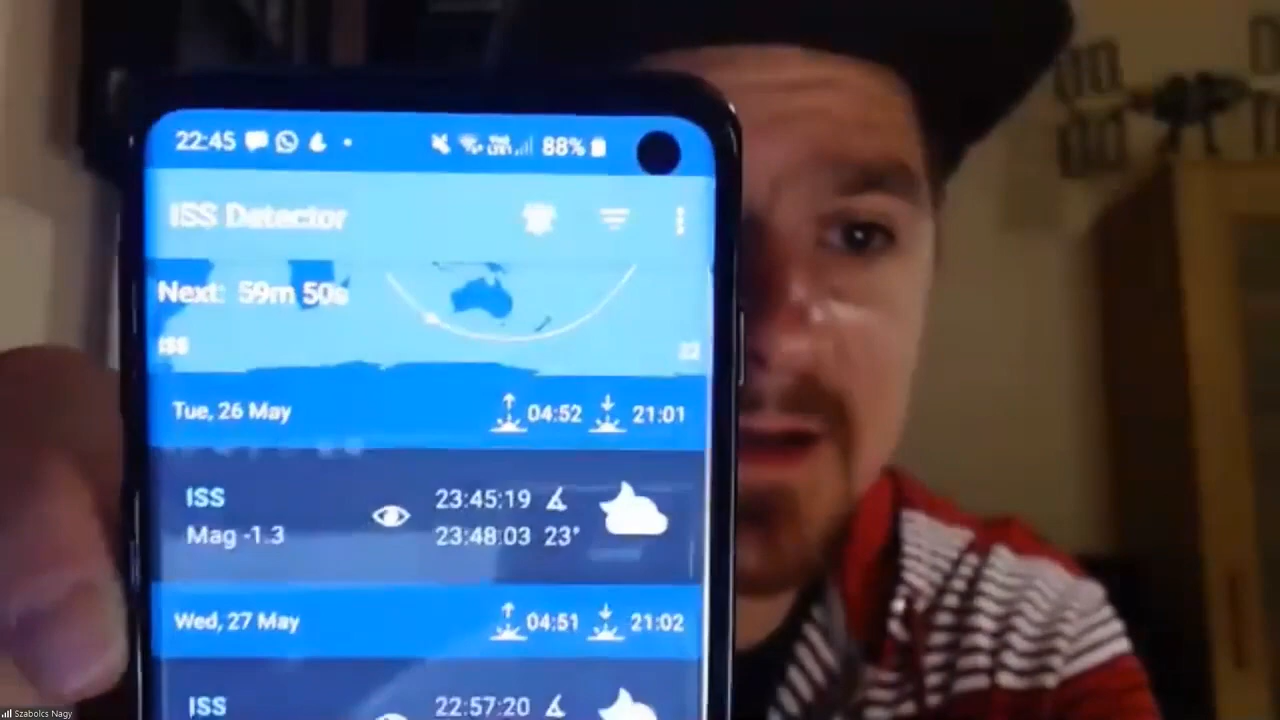 22:45 88%
ISS Detector
Next: 59m 50s
ISS 22
Tue, 26 May 04:52 21:01
ISS 23:45:19
Mag -1.3 23:48:03 23°
Wed, 27 May 04:51 21:02
ISS 22:57:20
Szabolcs Nagy